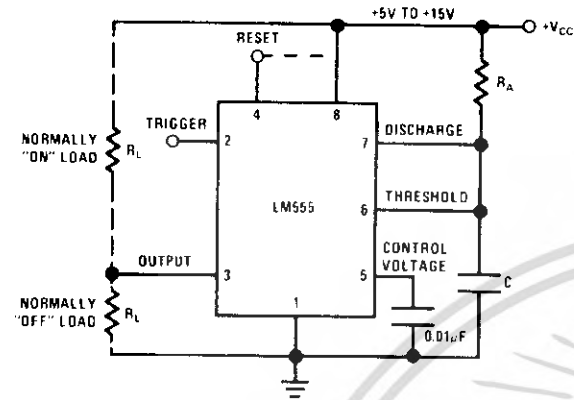 +5V TO +15V
+VCC
RESET
RA
4
8
TRIGGER
2
7
DISCHARGE
NORMALLY
"ON" LOAD
RL
LM555
6
THRESHOLD
OUTPUT
3
CONTROL
VOLTAGE
5
C
NORMALLY
"OFF" LOAD
RL
1
0.01μF